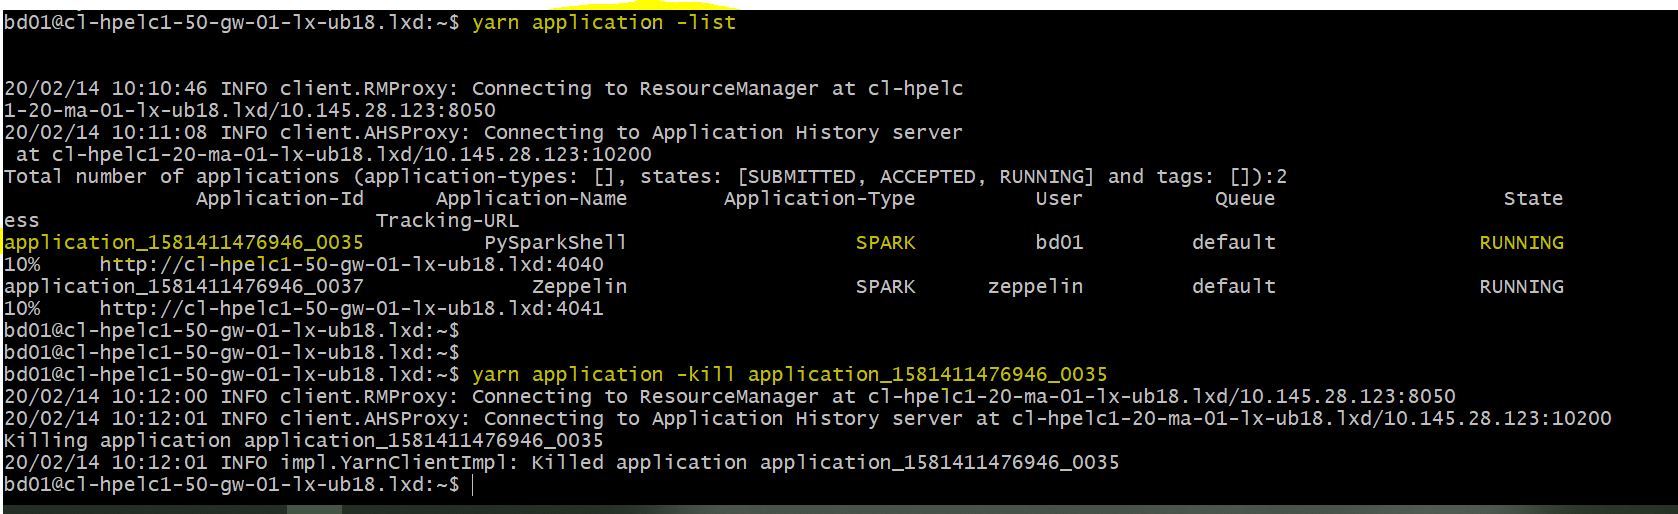 bd01@cl-hpelc1-50-gw-01-lx-ub18.lxd:~$ yarn application -list
20/02/14 10:10:46 INFO client.RMProxy: Connecting to ResourceManager at cl-hpelc
1-20-ma-01-lx-ub18.lxd/10.145.28.123:8050
20/02/14 10:11:08 INFO client.AHSProxy: Connecting to Application History server
 at cl-hpelc1-20-ma-01-lx-ub18.lxd/10.145.28.123:10200
Total number of applications (application-types: [], states: [SUBMITTED, ACCEPTED, RUNNING] and tags: []):2
Application-Id Application-Name Application-Type User Queue State
ess Tracking-URL
application_1581411476946_0035 PySparkShell SPARK bd01 default RUNNING
10% http://cl-hpelc1-50-gw-01-lx-ub18.lxd:4040
application_1581411476946_0037 Zeppelin SPARK zeppelin default RUNNING
10% http://cl-hpelc1-50-gw-01-lx-ub18.lxd:4041
bd01@cl-hpelc1-50-gw-01-lx-ub18.lxd:~$
bd01@cl-hpelc1-50-gw-01-lx-ub18.lxd:~$
bd01@cl-hpelc1-50-gw-01-lx-ub18.lxd:~$ yarn application -kill application_1581411476946_0035
20/02/14 10:12:00 INFO client.RMProxy: Connecting to ResourceManager at cl-hpelc1-20-ma-01-lx-ub18.lxd/10.145.28.123:8050
20/02/14 10:12:01 INFO client.AHSProxy: Connecting to Application History server at cl-hpelc1-20-ma-01-lx-ub18.lxd/10.145.28.123:10200
Killing application application_1581411476946_0035
20/02/14 10:12:01 INFO impl.YarnClientImpl: Killed application application_1581411476946_0035
bd01@cl-hpelc1-50-gw-01-lx-ub18.lxd:~$